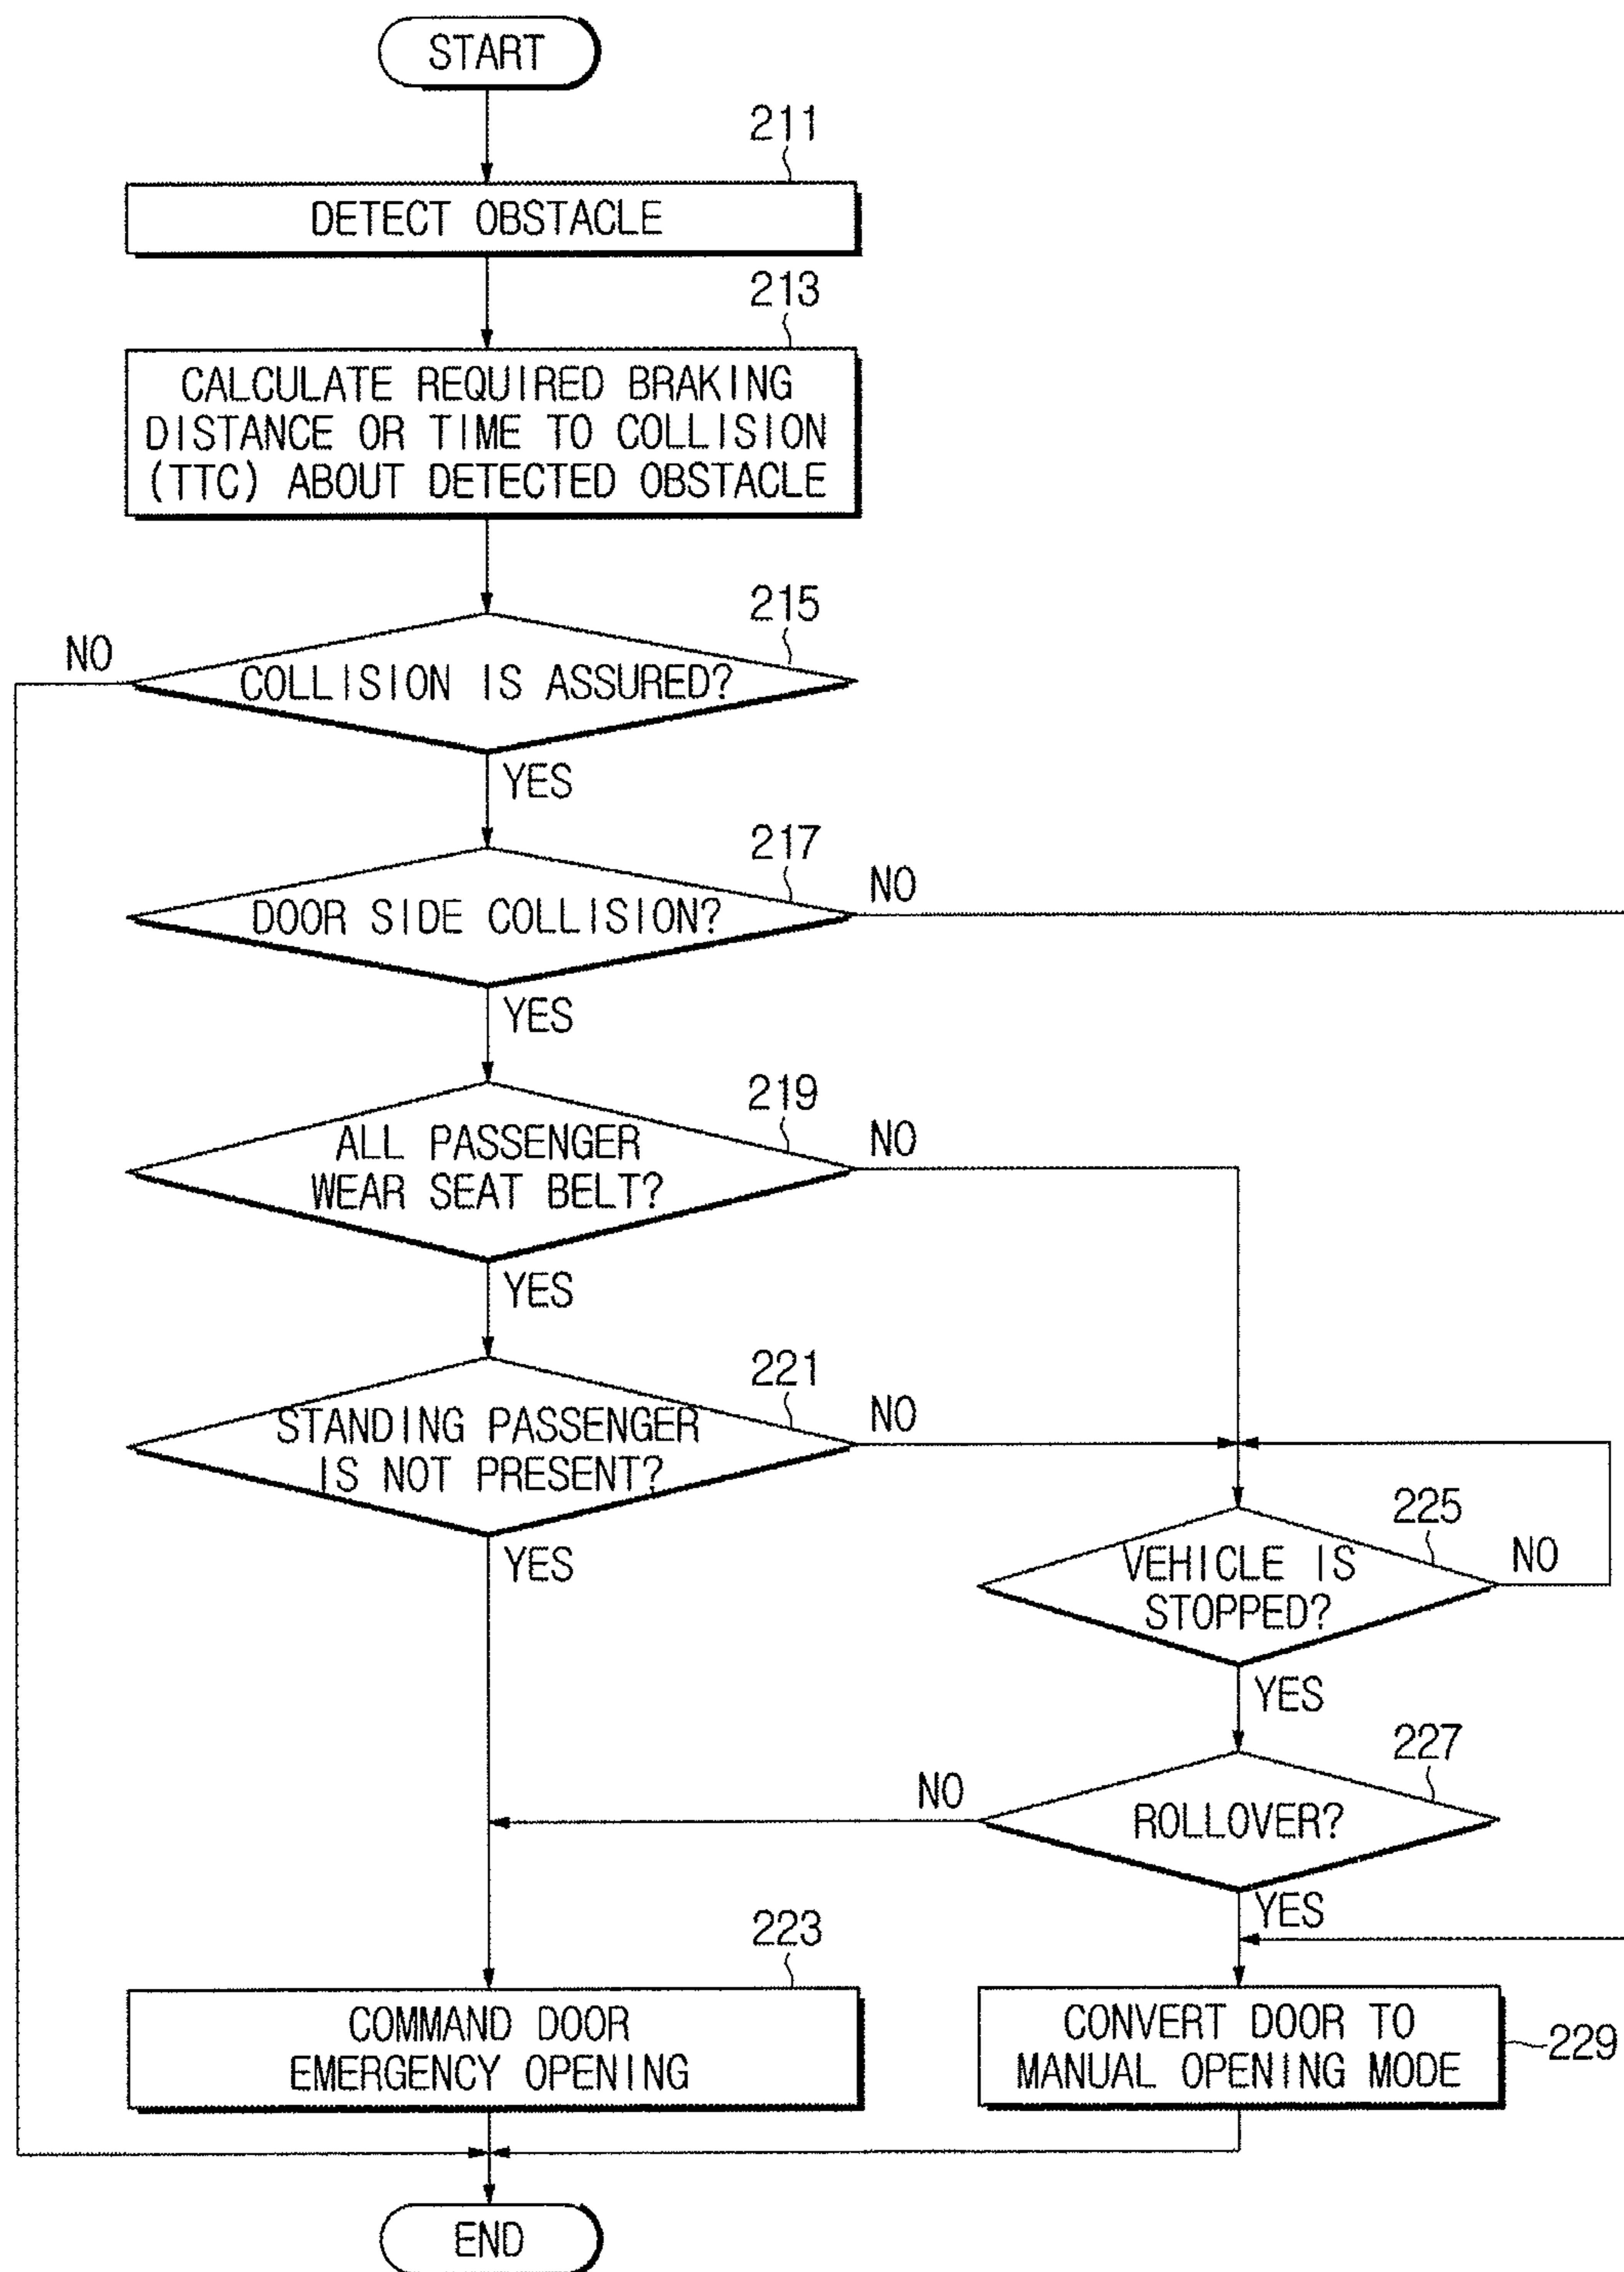 START
211
DETECT OBSTACLE
213
CALCULATE REQUIRED BRAKING
DISTANCE OR TIME TO COLLISION
(TTC) ABOUT DETECTED OBSTACLE
215
NO
COLLISION IS ASSURED?
YES
217
NO
DOOR SIDE COLLISION?
YES
219
NO
ALL PASSENGER
WEAR SEAT BELT?
YES
221
NO
STANDING PASSENGER
IS NOT PRESENT?
YES
225
NO
VEHICLE IS
STOPPED?
YES
227
NO
ROLLOVER?
YES
223
COMMAND DOOR
EMERGENCY OPENING
CONVERT DOOR TO
MANUAL OPENING MODE
229
END